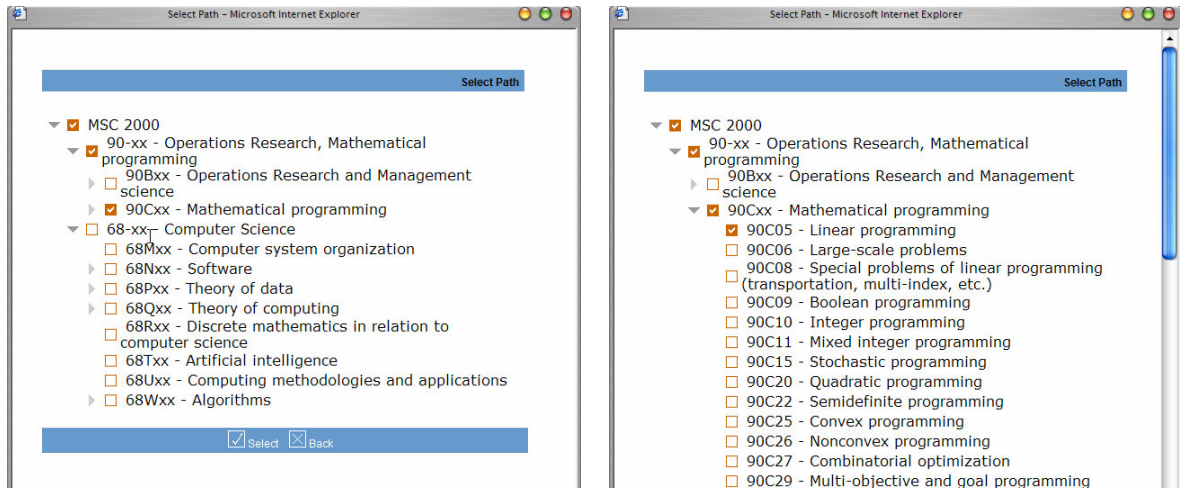 Select Path – Microsoft Internet Explorer
Select Path
MSC 2000
90-xx - Operations Research, Mathematical
programming
90Bxx - Operations Research and Management
science
90Cxx - Mathematical programming
68-xx - Computer Science
68Mxx - Computer system organization
68Nxx - Software
68Pxx - Theory of data
68Qxx - Theory of computing
68Rxx - Discrete mathematics in relation to
computer science
68Txx - Artificial intelligence
68Uxx - Computing methodologies and applications
68Wxx - Algorithms
Select Back
Select Path – Microsoft Internet Explorer
Select Path
MSC 2000
90-xx - Operations Research, Mathematical
programming
90Bxx - Operations Research and Management
science
90Cxx - Mathematical programming
90C05 - Linear programming
90C06 - Large-scale problems
90C08 - Special problems of linear programming
(transportation, multi-index, etc.)
90C09 - Boolean programming
90C10 - Integer programming
90C11 - Mixed integer programming
90C15 - Stochastic programming
90C20 - Quadratic programming
90C22 - Semidefinite programming
90C25 - Convex programming
90C26 - Nonconvex programming
90C27 - Combinatorial optimization
90C29 - Multi-objective and goal programming